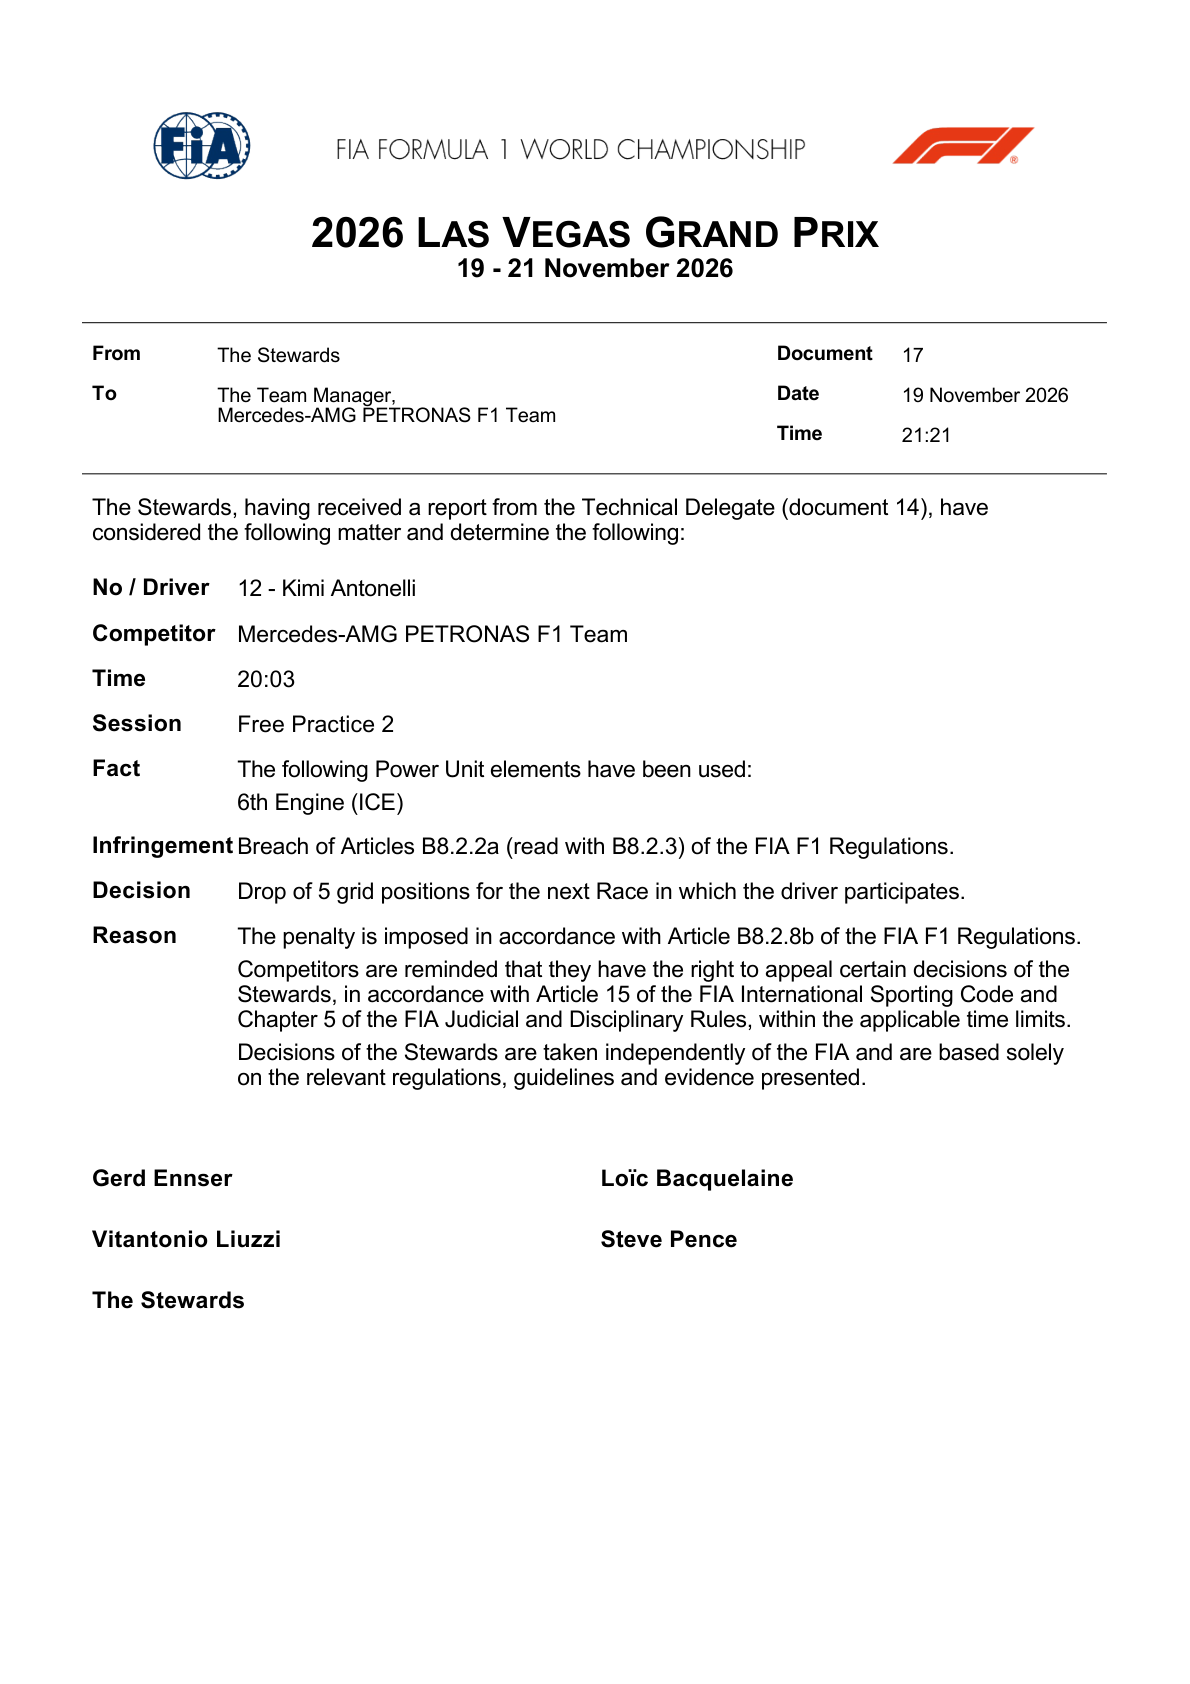 FIA
FIA FORMULA 1 WORLD CHAMPIONSHIP
F1®
2026 LAS VEGAS GRAND PRIX
19 - 21 November 2026
From The Stewards Document 17
To The Team Manager, Date 19 November 2026
Mercedes-AMG PETRONAS F1 Team
Time 21:21
The Stewards, having received a report from the Technical Delegate (document 14), have
considered the following matter and determine the following:
No / Driver 12 - Kimi Antonelli
Competitor Mercedes-AMG PETRONAS F1 Team
Time 20:03
Session Free Practice 2
Fact The following Power Unit elements have been used:
6th Engine (ICE)
Infringement Breach of Articles B8.2.2a (read with B8.2.3) of the FIA F1 Regulations.
Decision Drop of 5 grid positions for the next Race in which the driver participates.
Reason The penalty is imposed in accordance with Article B8.2.8b of the FIA F1 Regulations.
Competitors are reminded that they have the right to appeal certain decisions of the
Stewards, in accordance with Article 15 of the FIA International Sporting Code and
Chapter 5 of the FIA Judicial and Disciplinary Rules, within the applicable time limits.
Decisions of the Stewards are taken independently of the FIA and are based solely
on the relevant regulations, guidelines and evidence presented.
Gerd Ennser Loïc Bacquelaine
Vitantonio Liuzzi Steve Pence
The Stewards